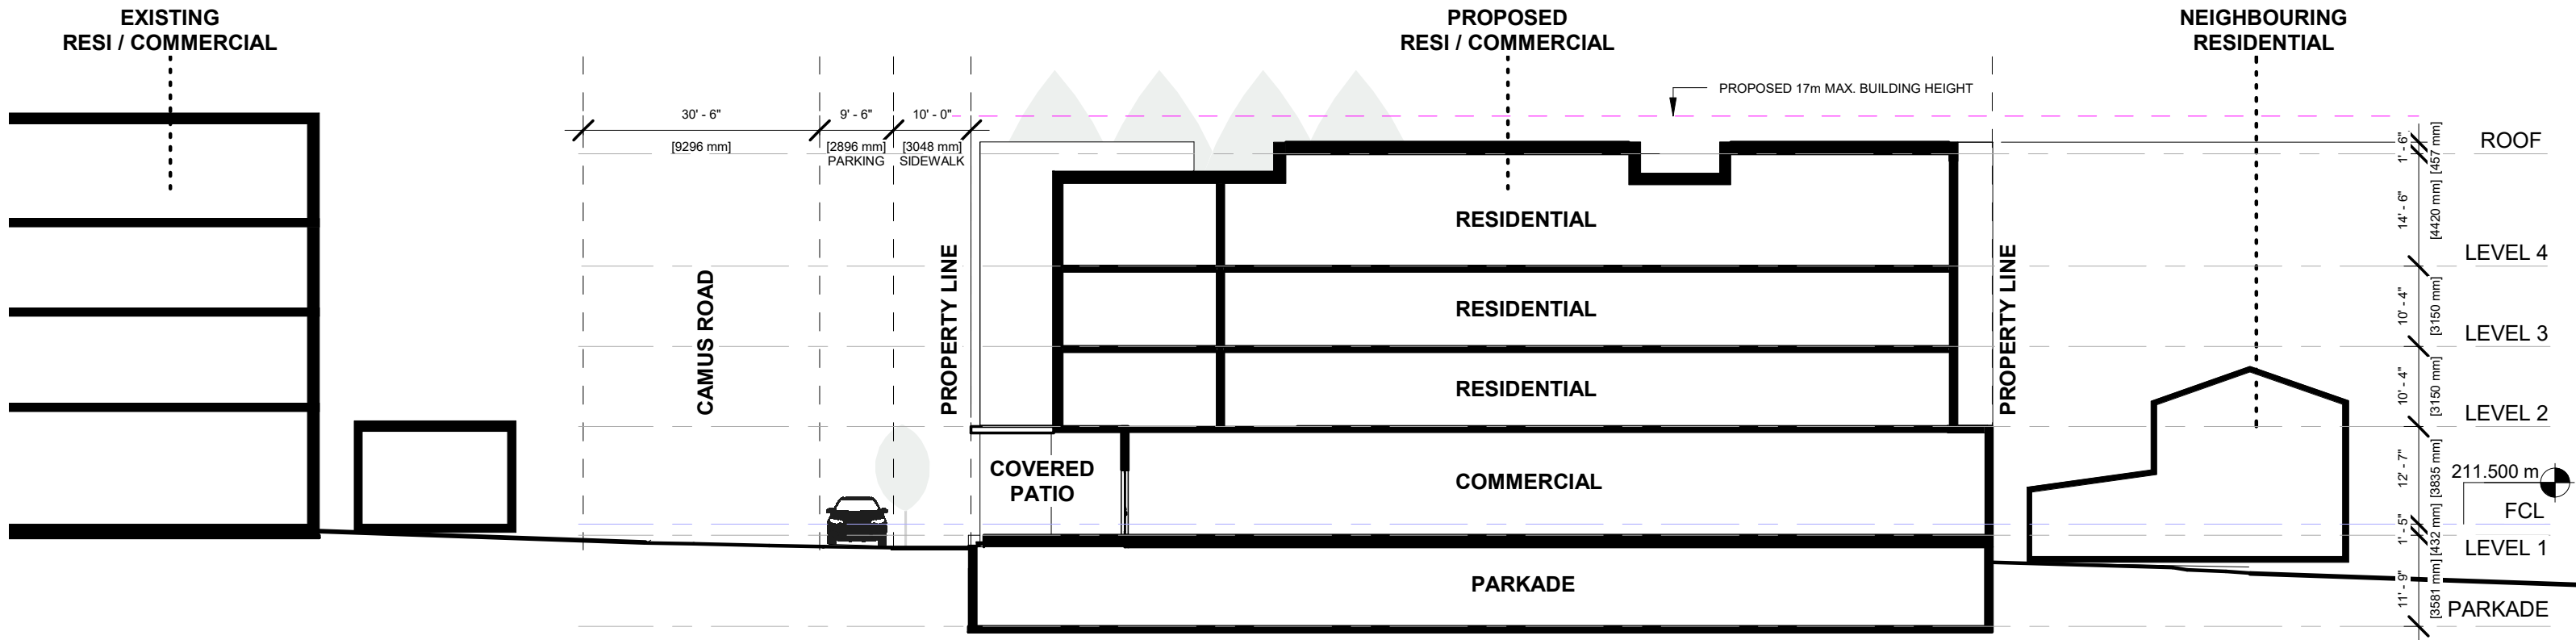 EXISTING
RESI / COMMERCIAL
PROPOSED
RESI / COMMERCIAL
NEIGHBOURING
RESIDENTIAL
PROPOSED 17m MAX. BUILDING HEIGHT
30' - 6"
9' - 6"
10' - 0"
[9296 mm]
[2896 mm]
PARKING
[3048 mm]
SIDEWALK
CAMUS ROAD
PROPERTY LINE
RESIDENTIAL
RESIDENTIAL
RESIDENTIAL
COVERED
PATIO
COMMERCIAL
PARKADE
PROPERTY LINE
1' - 6"
[457 mm]
14' - 6"
[4420 mm]
10' - 4"
[3150 mm]
10' - 4"
[3150 mm]
12' - 7"
[3835 mm]
1' - 5"
[432 mm]
11' - 9"
[3581 mm]
ROOF
LEVEL 4
LEVEL 3
LEVEL 2
211.500 m
FCL
LEVEL 1
PARKADE